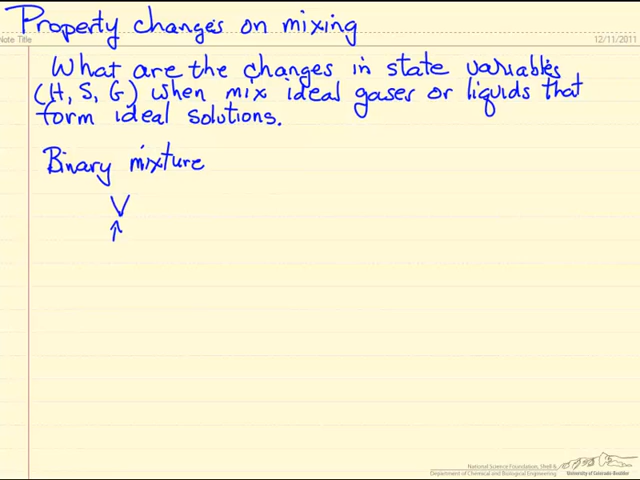 Property changes on mixing
Note Title
12/11/2011
What are the changes in state variables
(H, S, G) when mix ideal gases or liquids that
form ideal solutions.
Binary mixture
V
National Science Foundation, Shell &
Department of Chemical and Biological Engineering
University of Colorado Boulder